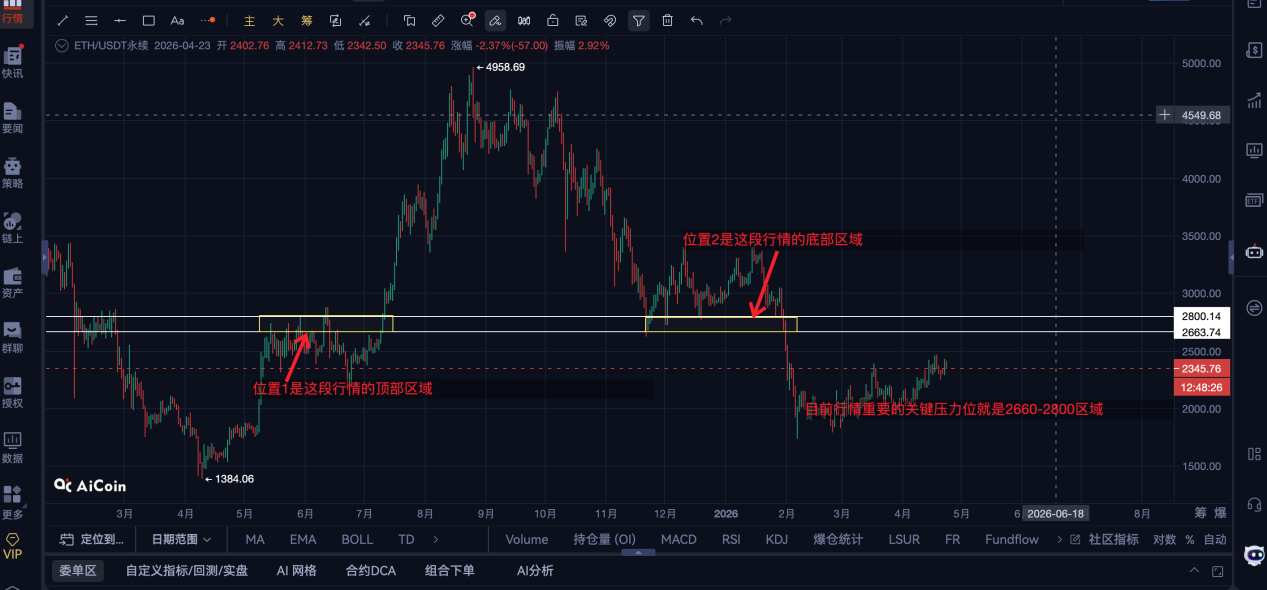 行情
Aa
主
大
筹
ETH/USDT永续 2026-04-23 开 2402.76 高 2412.73 低 2342.50 收 2345.76 涨幅 -2.37%(-57.00) 振幅 2.92%
快讯
要闻
策略
链上
资产
群聊
授权
数据
更多
VIP
←4958.69
5000.00
4549.68
4000.00
3500.00
位置2是这段行情的底部区域
3000.00
2800.14
2663.74
2500.00
2345.76
12:48:26
位置1是这段行情的顶部区域
目前行情重要的关键压力位就是2660-2800区域
2000.00
1500.00
←1384.06
AiCoin
ETF
3月 4月 5月 6月 7月 8月 9月 10月 11月 12月 2026 2月 3月 4月 5月 6 2026-06-18 8月 筹 爆
定位到... 日期范围 MA EMA BOLL TD Volume 持仓量 (OI) MACD RSI KDJ 爆仓统计 LSUR FR Fundflow 社区指标 对数 % 自动
委单区 自定义指标/回测/实盘 AI 网格 合约DCA 组合下单 AI分析